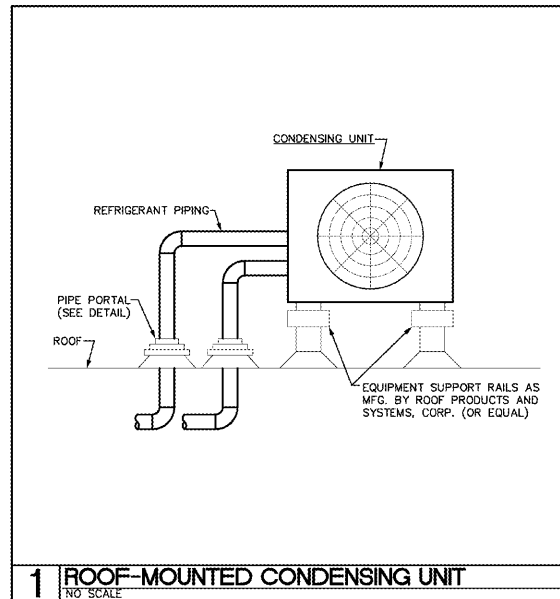 CONDENSING UNIT
REFRIGERANT PIPING
PIPE PORTAL
(SEE DETAIL)
ROOF
EQUIPMENT SUPPORT RAILS AS
MFG. BY ROOF PRODUCTS AND
SYSTEMS, CORP. (OR EQUAL)
1 ROOF-MOUNTED CONDENSING UNIT
NO SCALE